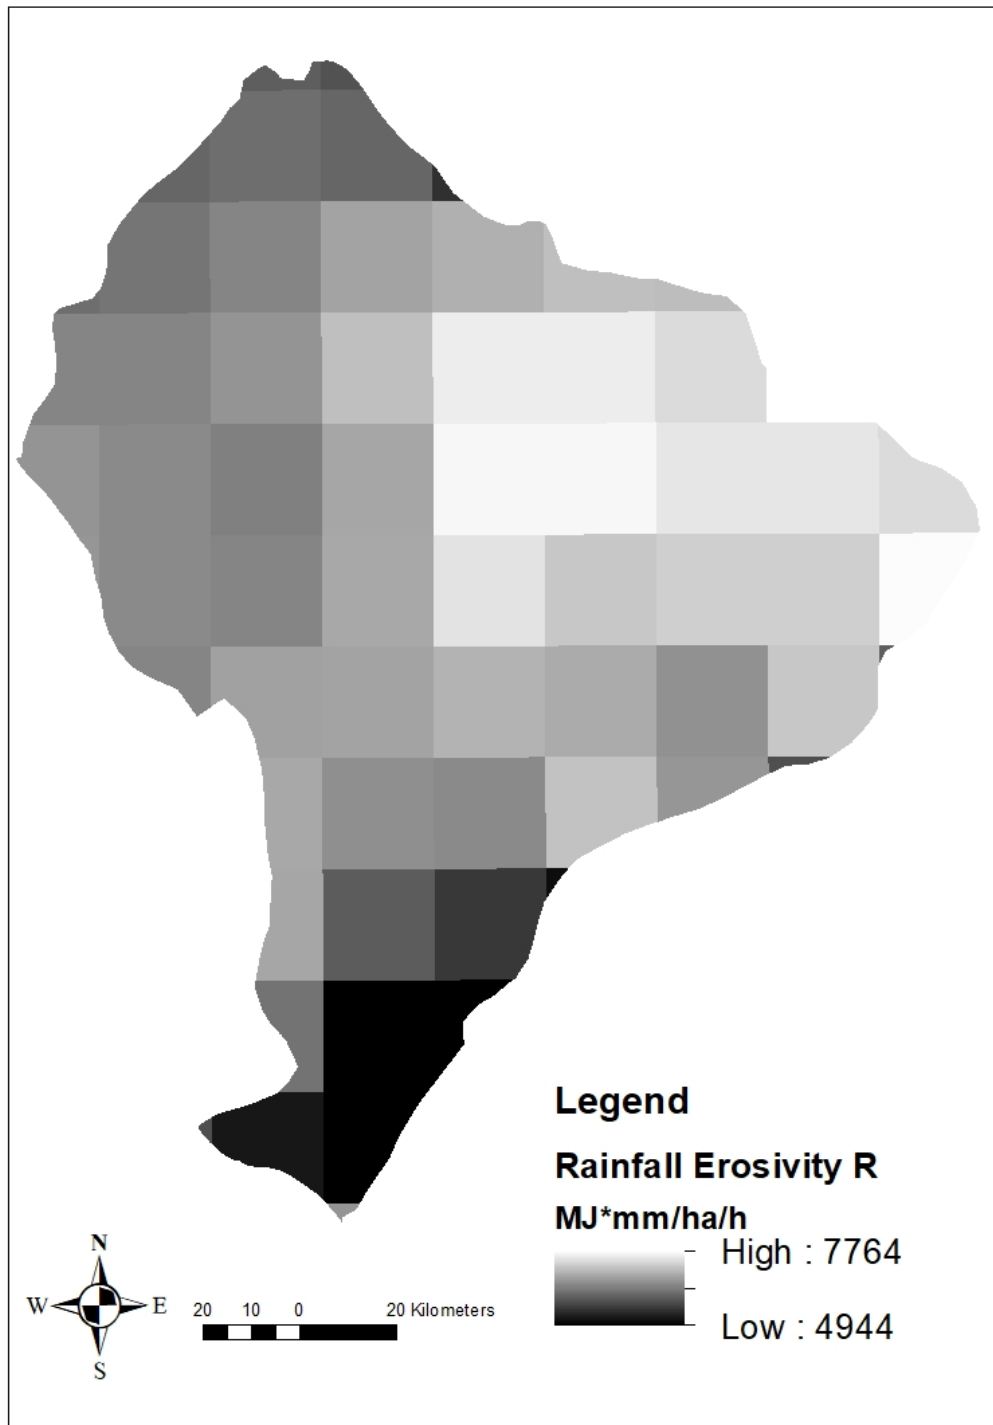 Legend
Rainfall Erosivity R
MJ*mm/ha/h
High : 7764
Low : 4944
N
W E
S
20 10 0 20 Kilometers